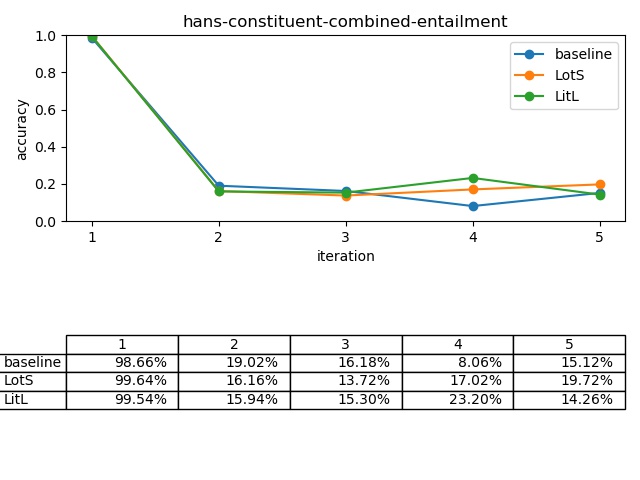 hans-constituent-combined-entailment
1.0
0.8
0.6
0.4
0.2
0.0
accuracy
baseline
LotS
LitL
1 2 3 4 5
iteration
1 2 3 4 5
baseline 98.66% 19.02% 16.18% 8.06% 15.12%
LotS 99.64% 16.16% 13.72% 17.02% 19.72%
LitL 99.54% 15.94% 15.30% 23.20% 14.26%